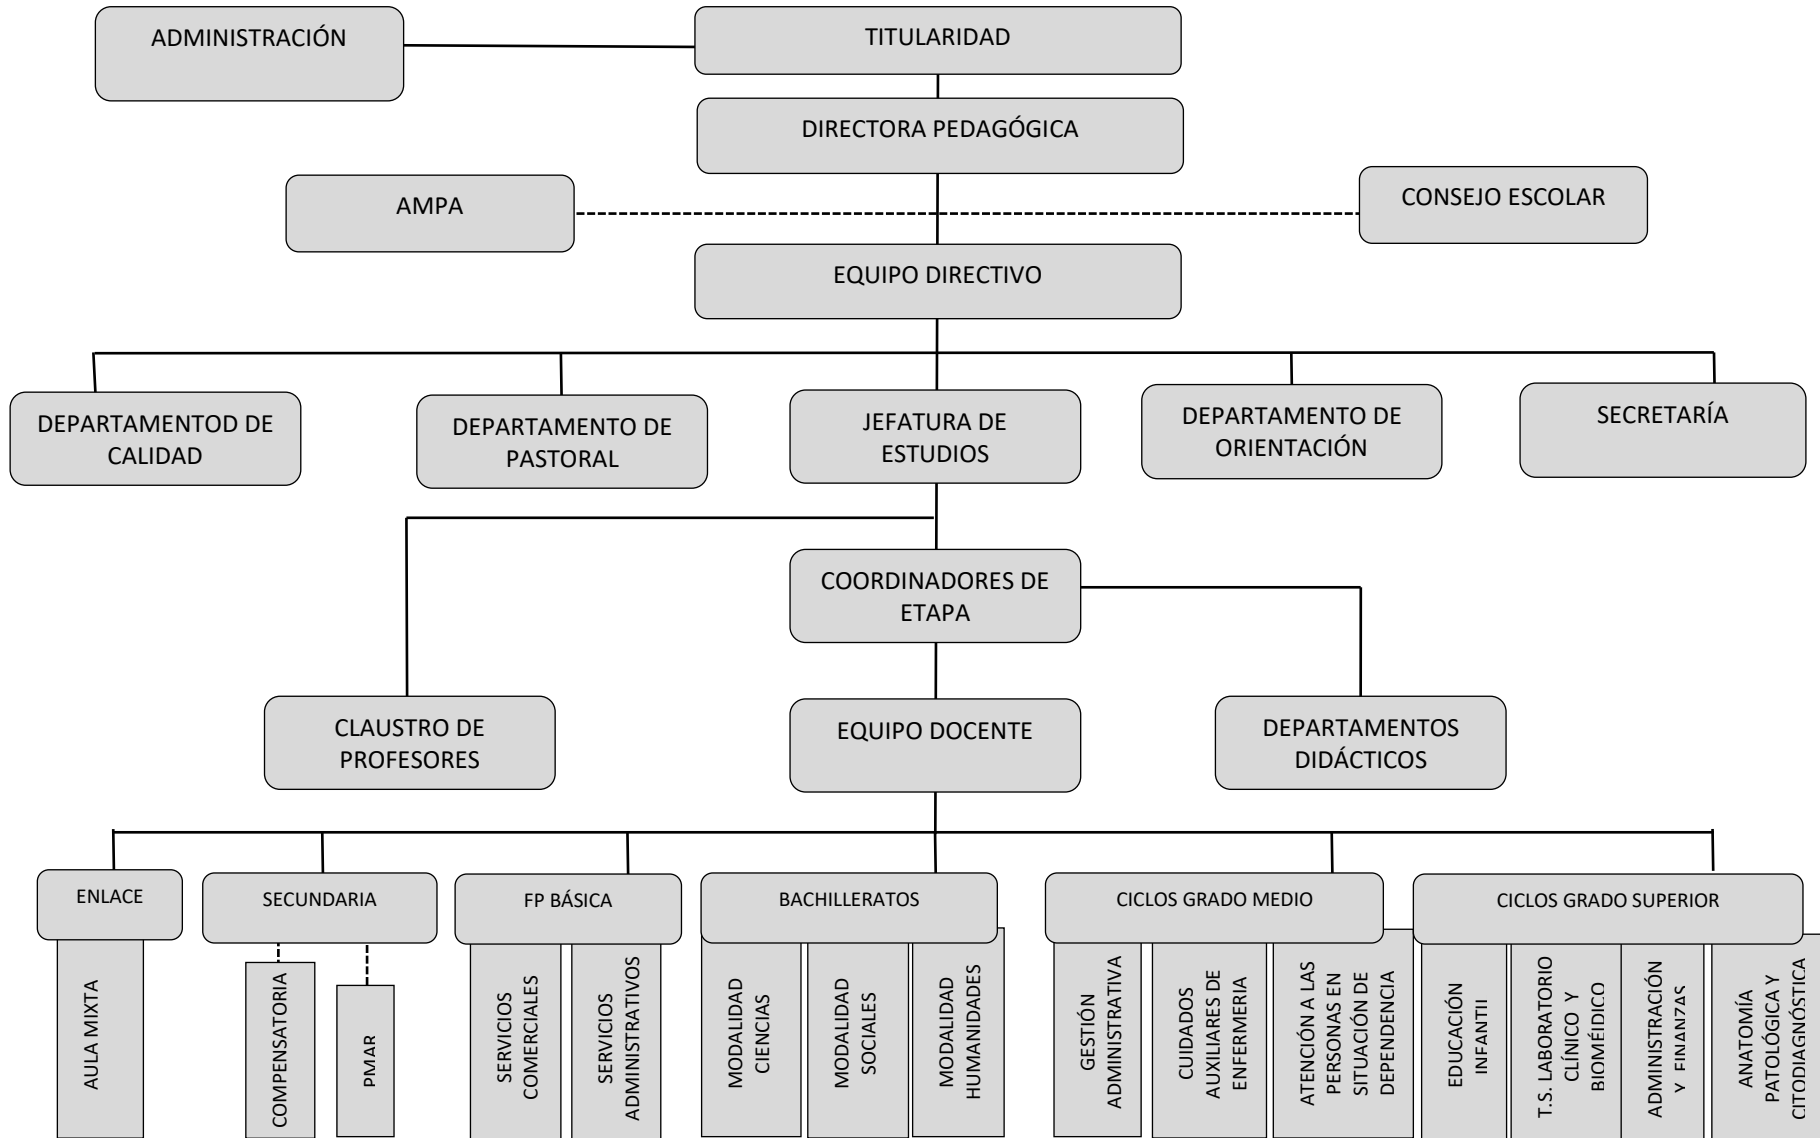 ADMINISTRACIÓN
TITULARIDAD
DIRECTORA PEDAGÓGICA
AMPA
CONSEJO ESCOLAR
EQUIPO DIRECTIVO
DEPARTAMENTOD DE
CALIDAD
DEPARTAMENTO DE
PASTORAL
JEFATURA DE
ESTUDIOS
DEPARTAMENTO DE
ORIENTACIÓN
SECRETARÍA
COORDINADORES DE
ETAPA
CLAUSTRO DE
PROFESORES
EQUIPO DOCENTE
DEPARTAMENTOS
DIDÁCTICOS
ENLACE
SECUNDARIA
FP BÁSICA
BACHILLERATOS
CICLOS GRADO MEDIO
CICLOS GRADO SUPERIOR
AULA MIXTA
COMPENSATORIA
PMAR
SERVICIOS
COMERCIALES
SERVICIOS
ADMINISTRATIVOS
MODALIDAD
CIENCIAS
MODALIDAD
SOCIALES
MODALIDAD
HUMANIDADES
GESTIÓN
ADMINISTRATIVA
CUIDADOS
AUXILIARES DE
ENFERMERIA
ATENCIÓN A LAS
PERSONAS EN
SITUACIÓN DE
DEPENDENCIA
EDUCACIÓN
INFANTIL
T.S. LABORATORIO
CLÍNICO Y
BIOMÉIDICO
ADMINISTRACIÓN
Y FINANZAS
ANATOMÍA
PATOLÓGICA Y
CITODIAGNÓSTICA